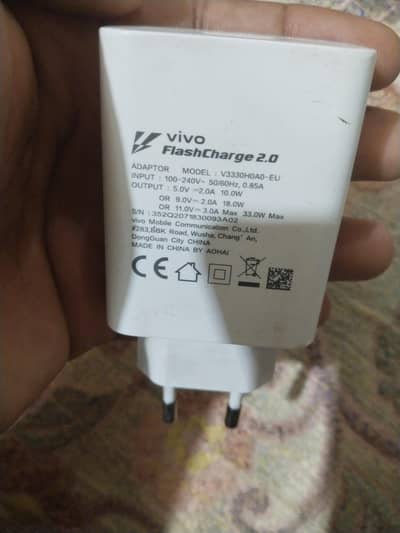 vivo
FlashCharge 2.0
ADAPTOR MODEL : V3330H0A0-EU
INPUT : 100-240V~ 50/60Hz, 0.85A
OUTPUT : 5.0V ⎓2.0A 10.0W
OR 9.0V⎓ 2.0A 18.0W
OR 11.0V⎓3.0A Max 33.0W Max
S/N : 352Q2071830093A02
vivo Mobile Communication Co.,Ltd.
#283,BBK Road, Wusha, Chang'' An,
DongGuan City CHINA
MADE IN CHINA BY AOHAI
CE